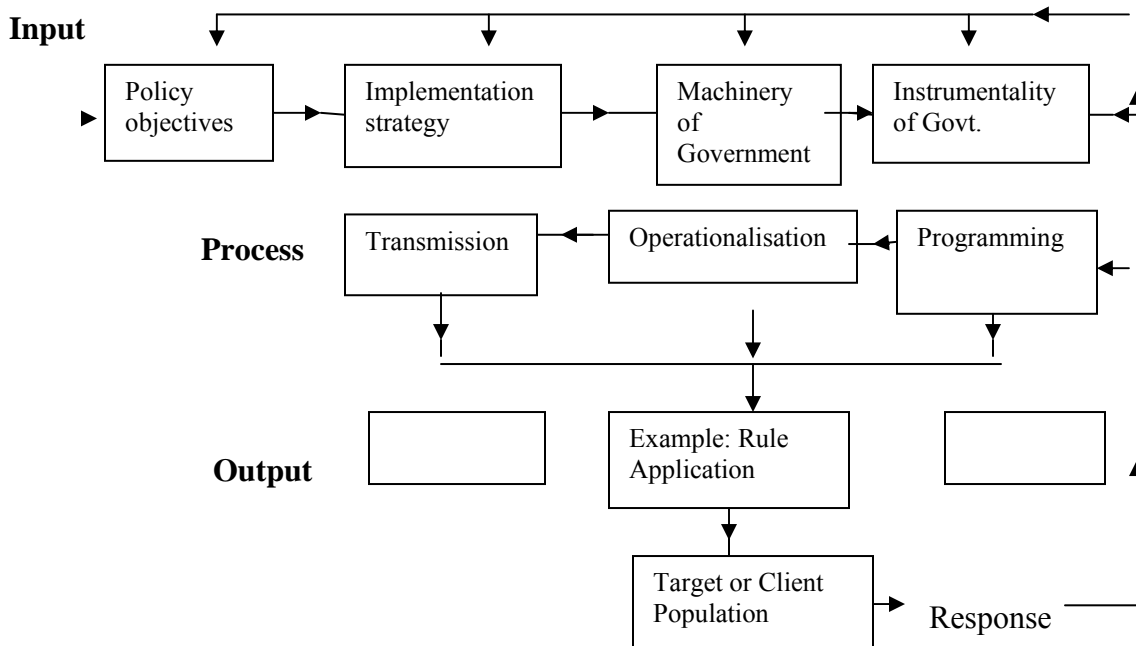 Input
Policy
objectives
Implementation
strategy
Machinery
of
Government
Instrumentality
of Govt.
Process
Transmission
Operationalisation
Programming
Output
Example: Rule
Application
Target or Client
Population
Response